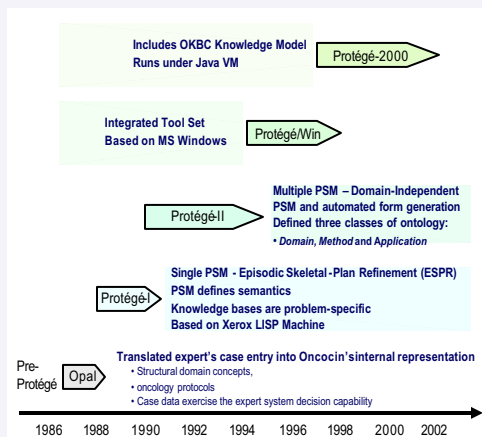 Includes OKBC Knowledge Model
Runs under Java VM
Protégé-2000
Integrated Tool Set
Based on MS Windows
Protégé/Win
Multiple PSM – Domain-Independent
PSM and automated form generation
Defined three classes of ontology:
• Domain, Method and Application
Protégé-II
Single PSM - Episodic Skeletal-Plan Refinement (ESPR)
PSM defines semantics
Knowledge bases are problem-specific
Based on Xerox LISP Machine
Protégé-I
Translated expert's case entry into Oncocin's internal representation
• Structural domain concepts,
• oncology protocols
• Case data exercise the expert system decision capability
Pre-
Protégé
Opal
1986 1988 1990 1992 1994 1996 1998 2000 2002